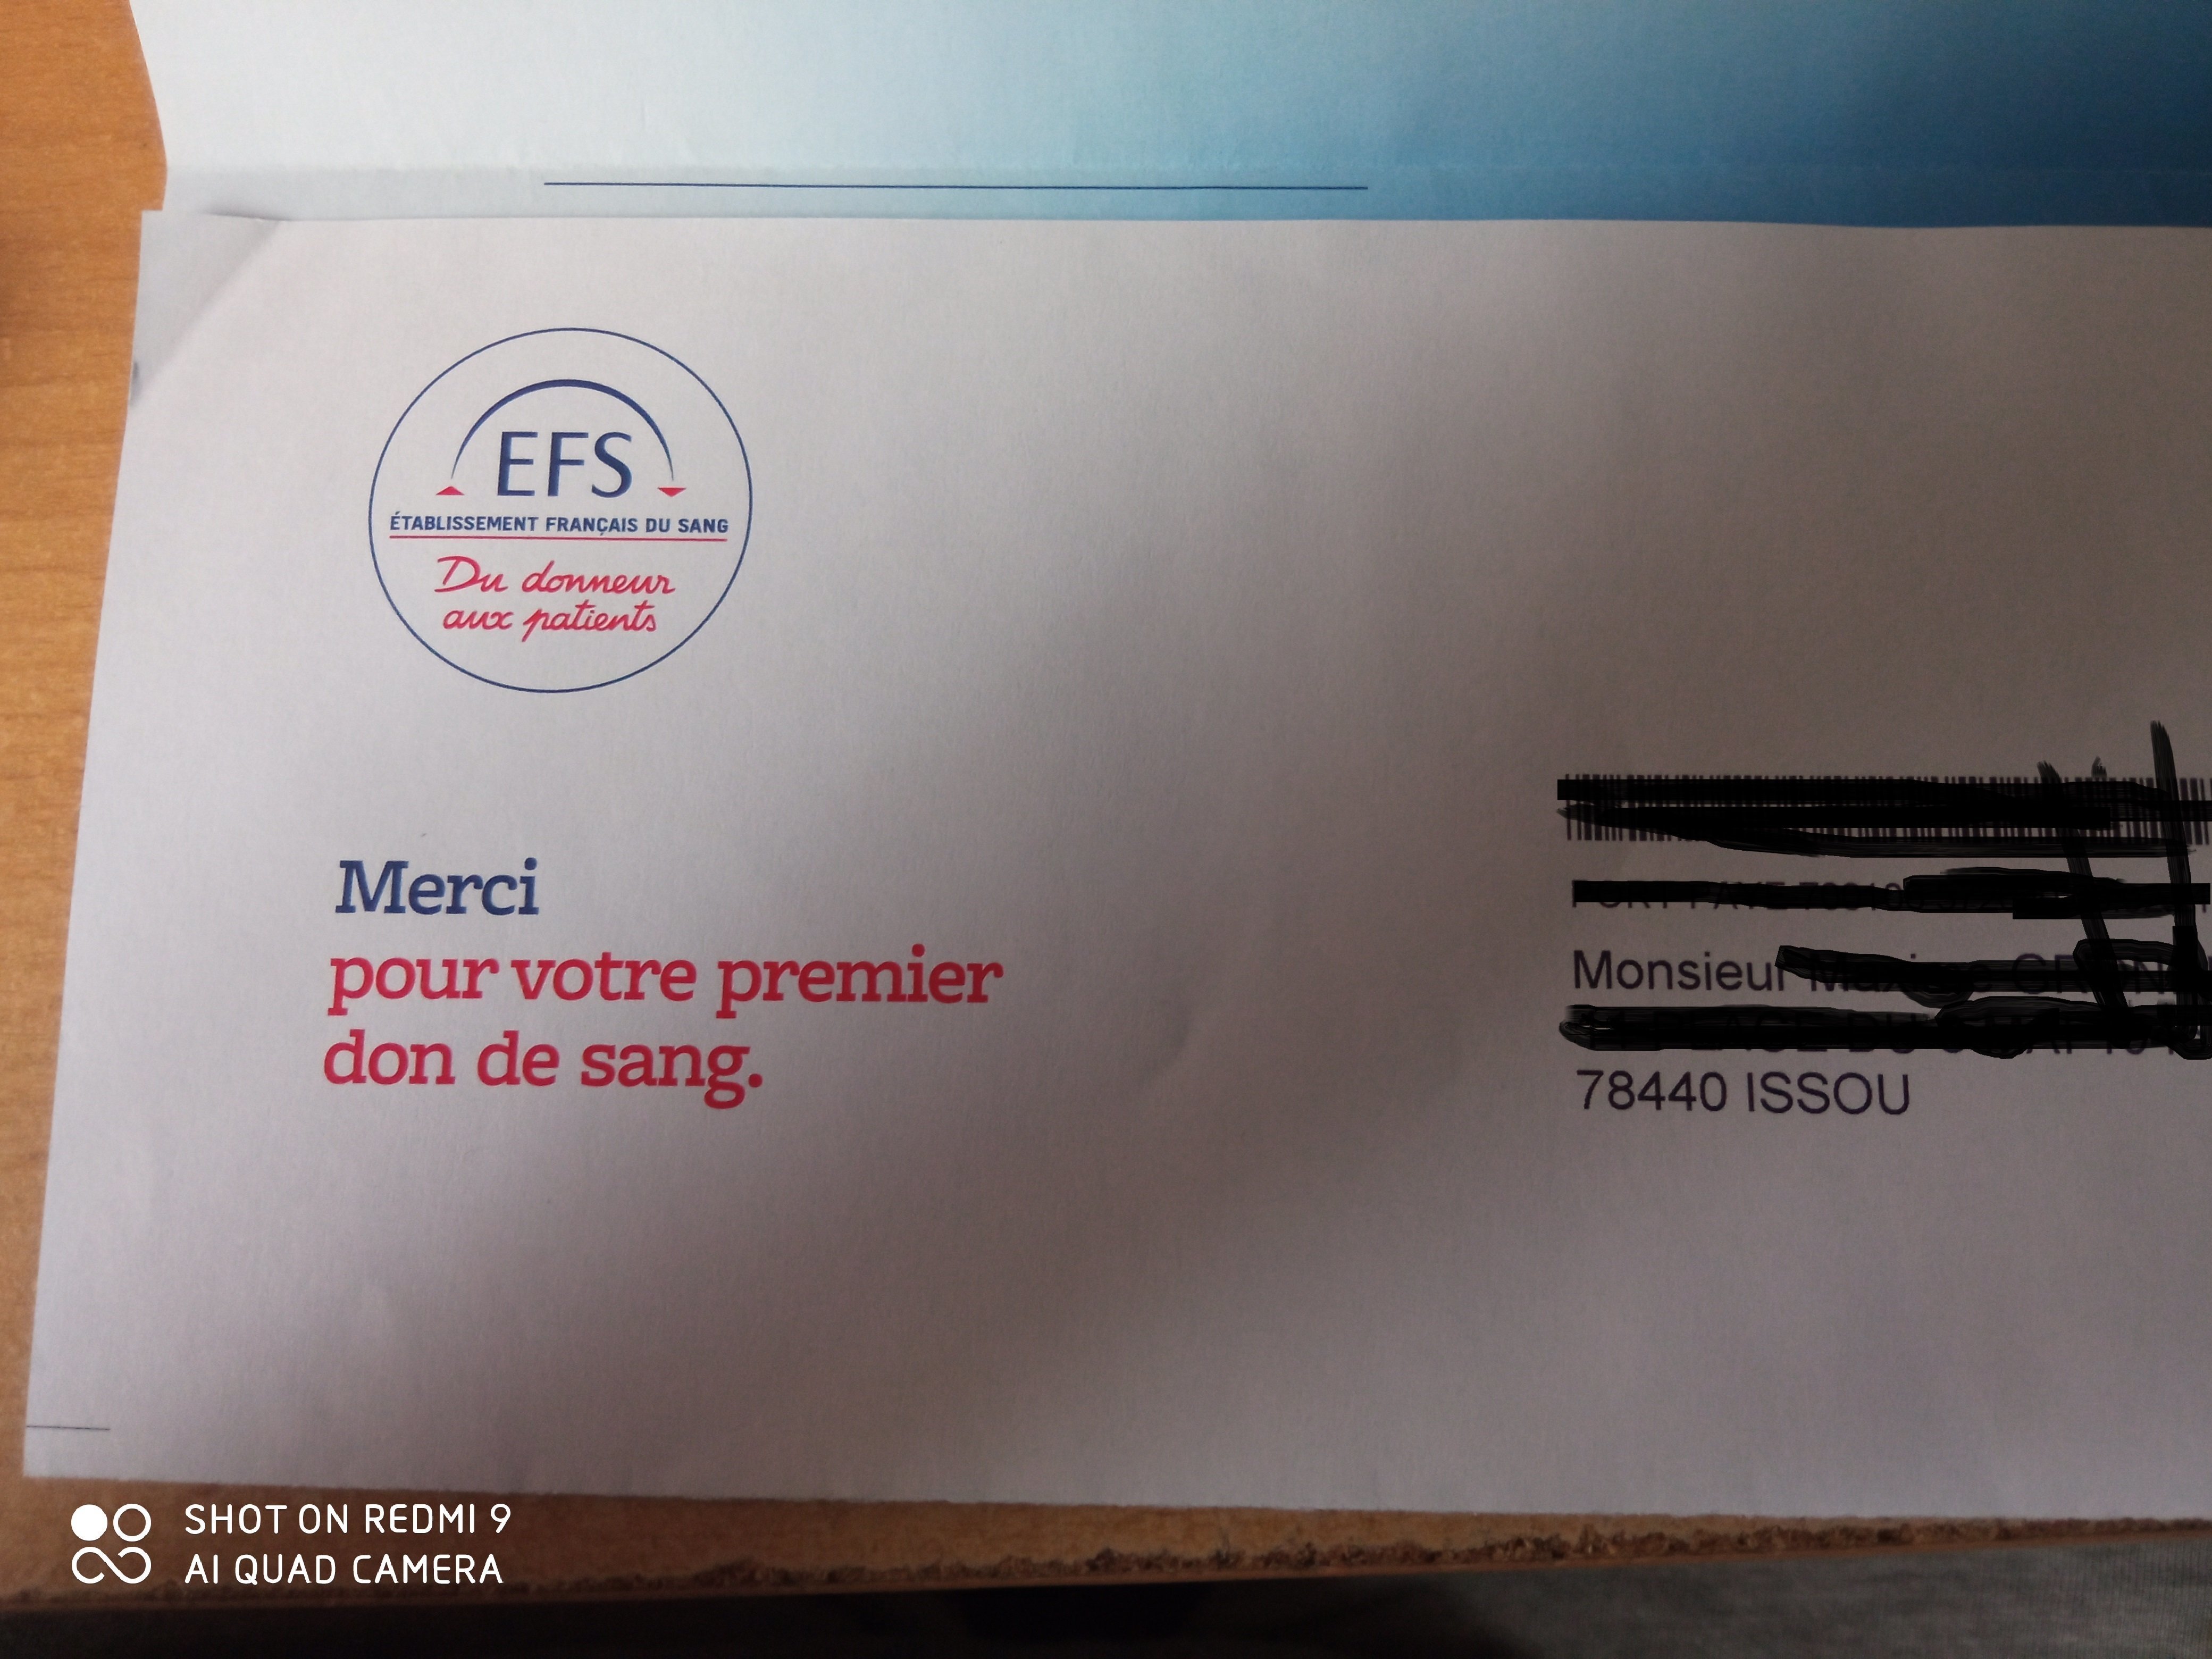 EFS
ÉTABLISSEMENT FRANÇAIS DU SANG
Du donneur
aux patients
Merci
pour votre premier
don de sang.
Monsieur
78440 ISSOU
SHOT ON REDMI 9
AI QUAD CAMERA